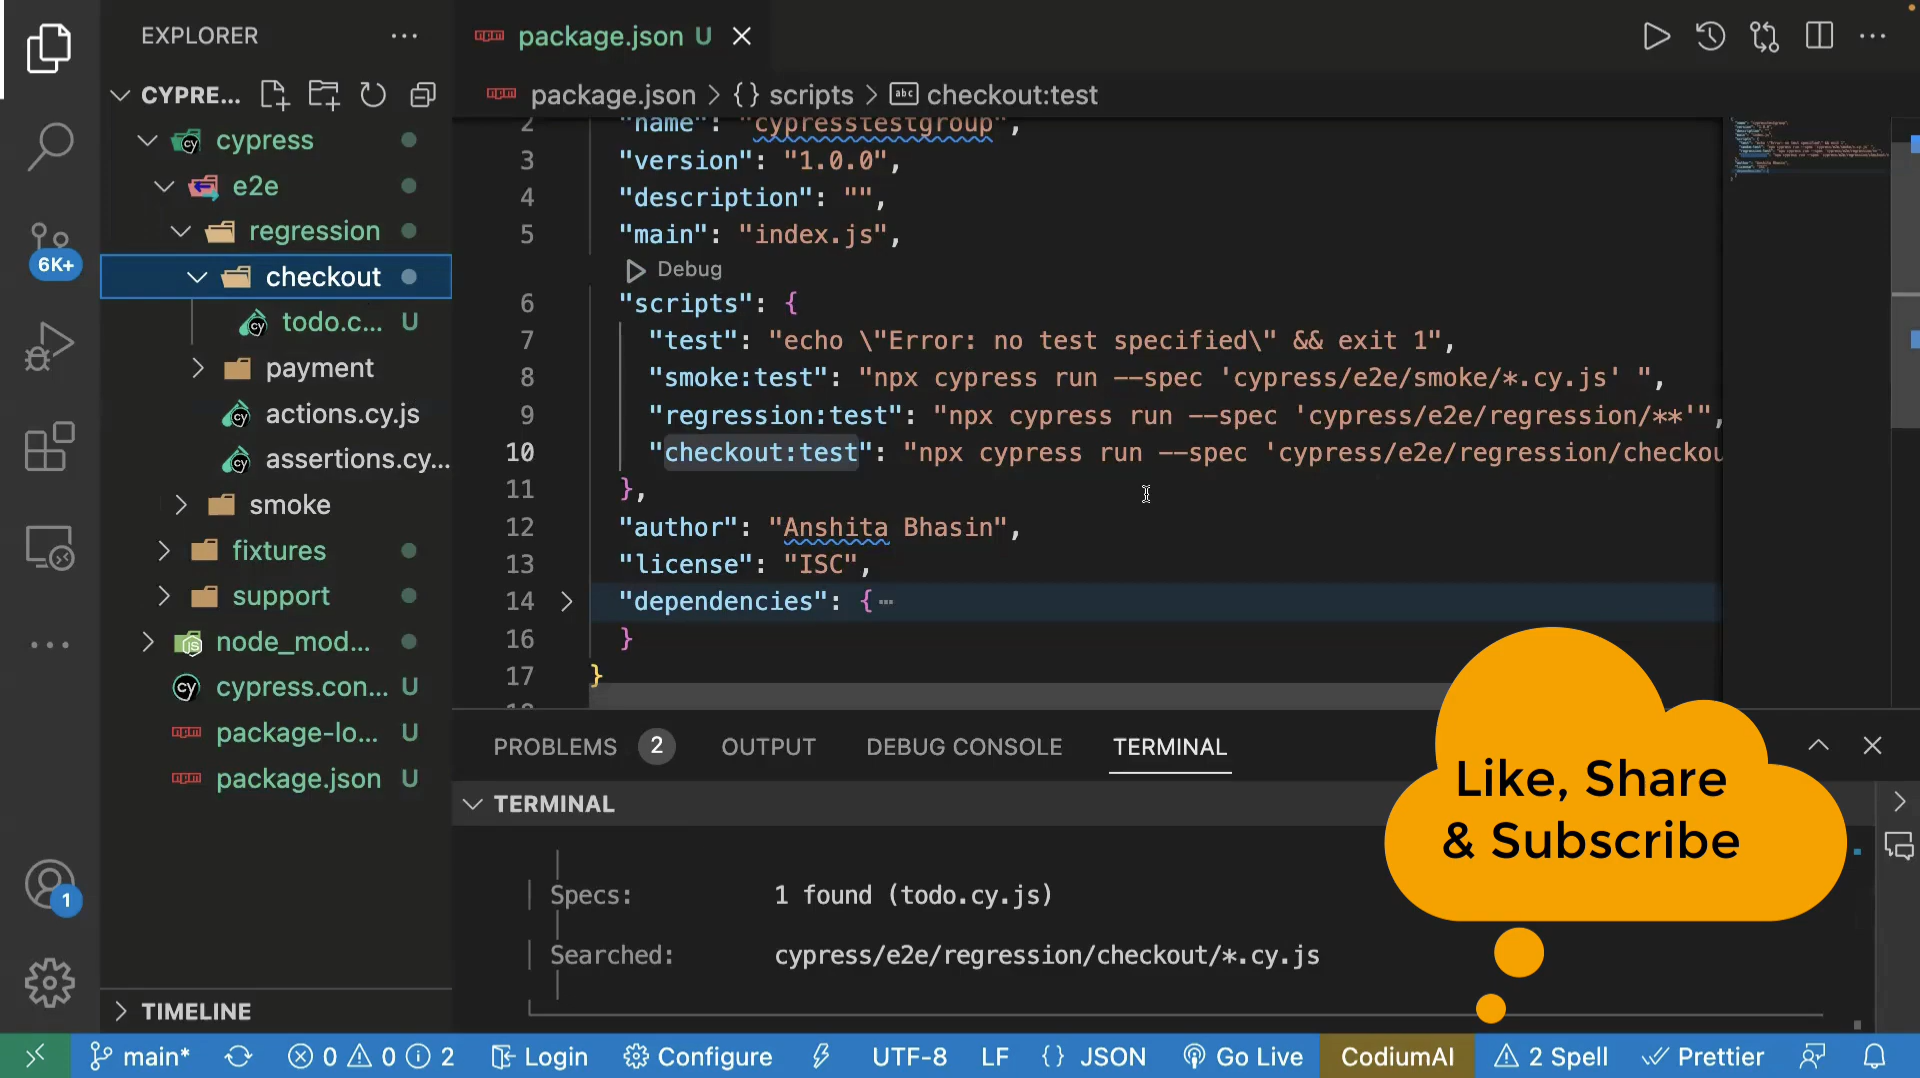 EXPLORER
CYPRE...
cypress
e2e
regression
checkout
todo.c... U
payment
actions.cy.js
assertions.cy...
smoke
fixtures
support
node_mod...
cypress.con... U
package-lo... U
package.json U
TIMELINE
6K+
1
package.json U
package.json > {} scripts > abc checkout:test
2 "name": "cypresstestgroup",
3 "version": "1.0.0",
4 "description": "",
5 "main": "index.js",
Debug
6 "scripts": {
7 "test": "echo \"Error: no test specified\" && exit 1",
8 "smoke:test": "npx cypress run --spec 'cypress/e2e/smoke/*.cy.js' ",
9 "regression:test": "npx cypress run --spec 'cypress/e2e/regression/**'",
10 "checkout:test": "npx cypress run --spec 'cypress/e2e/regression/checkou
11 },
12 "author": "Anshita Bhasin",
13 "license": "ISC",
14 "dependencies": {
16 }
17 }
PROBLEMS 2 OUTPUT DEBUG CONSOLE TERMINAL
TERMINAL
Specs: 1 found (todo.cy.js)
Searched: cypress/e2e/regression/checkout/*.cy.js
Like, Share
& Subscribe
main* 0 0 2 Login Configure UTF-8 LF {} JSON Go Live CodiumAI 2 Spell Prettier